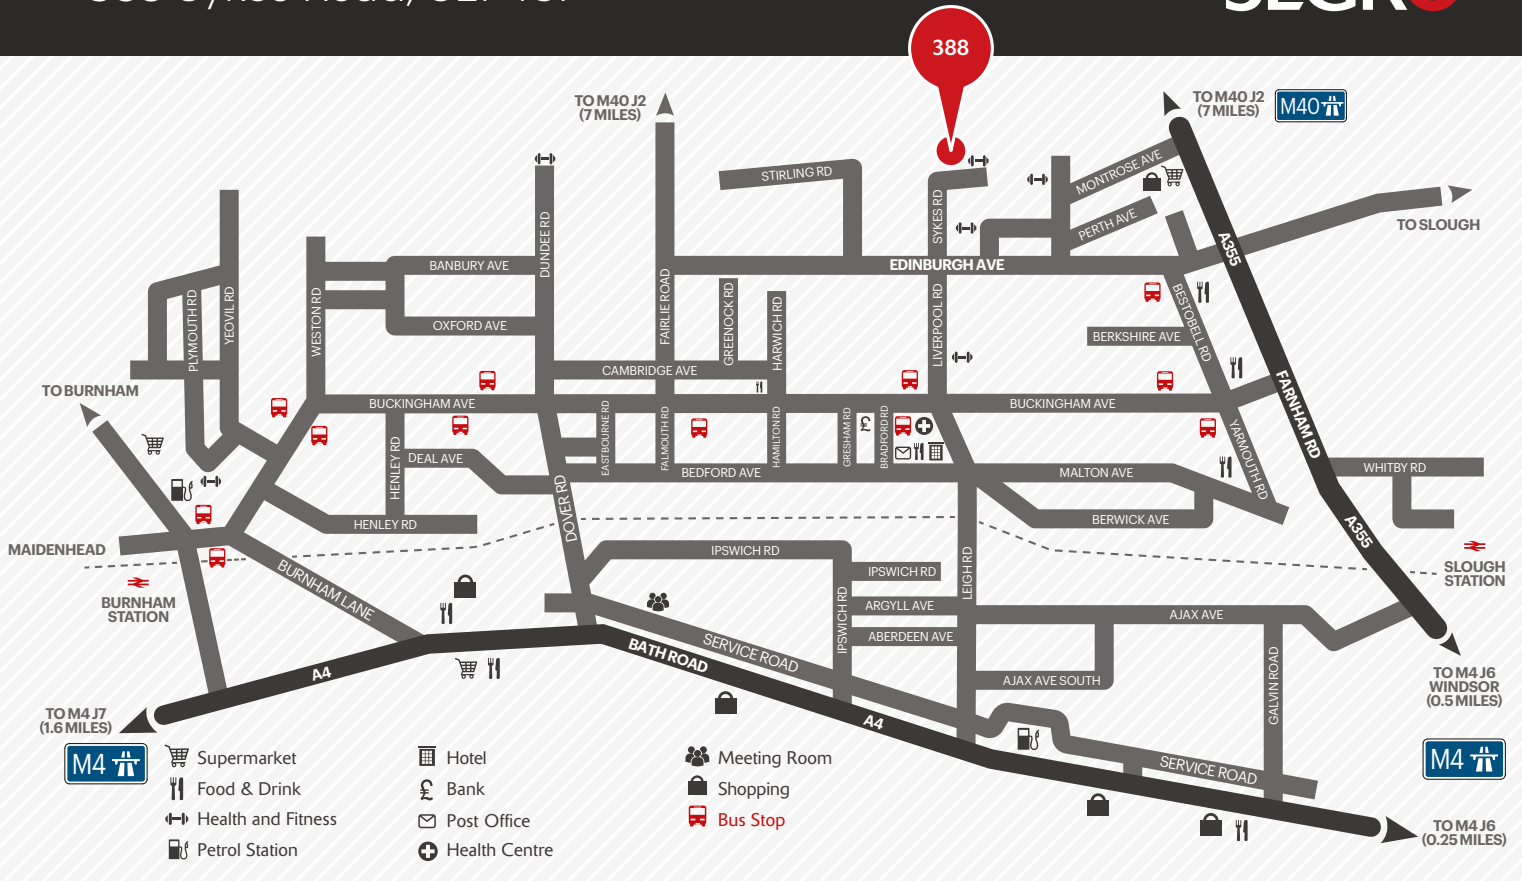 388
TO M40 J2
(7 MILES)
TO M40 J2
(7 MILES)
M40
STIRLING RD
MONTROSE AVE
PERTH AVE
SYKES RD
DUNDEE RD
TO SLOUGH
A355
BANBURY AVE
EDINBURGH AVE
FAIRLIE ROAD
GREENOCK RD
HARWICH RD
LIVERPOOL RD
BESTOBELL RD
PLYMOUTH RD
YEOVIL RD
WESTON RD
OXFORD AVE
BERKSHIRE AVE
CAMBRIDGE AVE
TO BURNHAM
BUCKINGHAM AVE
BUCKINGHAM AVE
FARNHAM RD
EASTBOURNE RD
FALMOUTH RD
HAMILTON RD
GRESHAM RD
BRADFORD RD
YARMOUTH RD
HENLEY RD
DEAL AVE
BEDFORD AVE
MALTON AVE
WHITBY RD
HENLEY RD
DOVER RD
BERWICK AVE
A355
MAIDENHEAD
IPSWICH RD
IPSWICH RD
LEIGH RD
SLOUGH
STATION
BURNHAM
STATION
BURNHAM LANE
IPSWICH RD
ARGYLL AVE
ABERDEEN AVE
AJAX AVE
SERVICE ROAD
BATH ROAD
A4
AJAX AVE SOUTH
GALVIN ROAD
TO M4 J6
WINDSOR
(0.5 MILES)
TO M4 J7
(1.6 MILES)
A4
M4
M4
SERVICE ROAD
TO M4 J6
(0.25 MILES)
Supermarket
Food & Drink
Health and Fitness
Petrol Station
Hotel
Bank
Post Office
Health Centre
Meeting Room
Shopping
Bus Stop